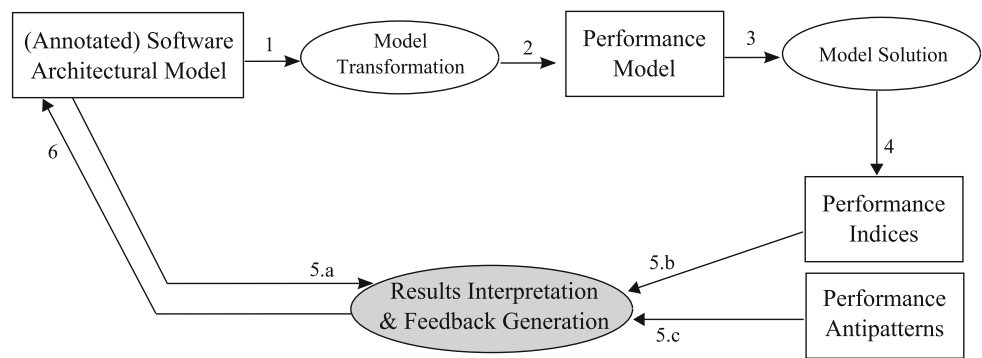 (Annotated) Software
Architectural Model
1
Model
Transformation
2
Performance
Model
3
Model Solution
4
Performance
Indices
5.a
5.b
5.c
6
Results Interpretation
& Feedback Generation
Performance
Antipatterns